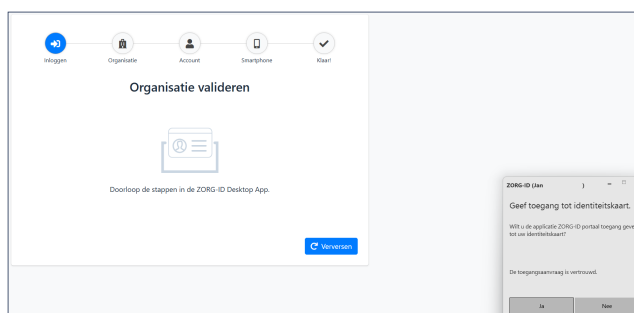 Inloggen
Organisatie
Account
Smartphone
Klaar!
Organisatie valideren
Doorloop de stappen in de ZORG-ID Desktop App.
Verversen
ZORG-ID (Jan )
Geef toegang tot identiteitskaart.
Wilt u de applicatie ZORG-ID portaal toegang geve
tot uw identiteitskaart?
De toegangsaanvraag is vertrouwd.
Ja
Nee